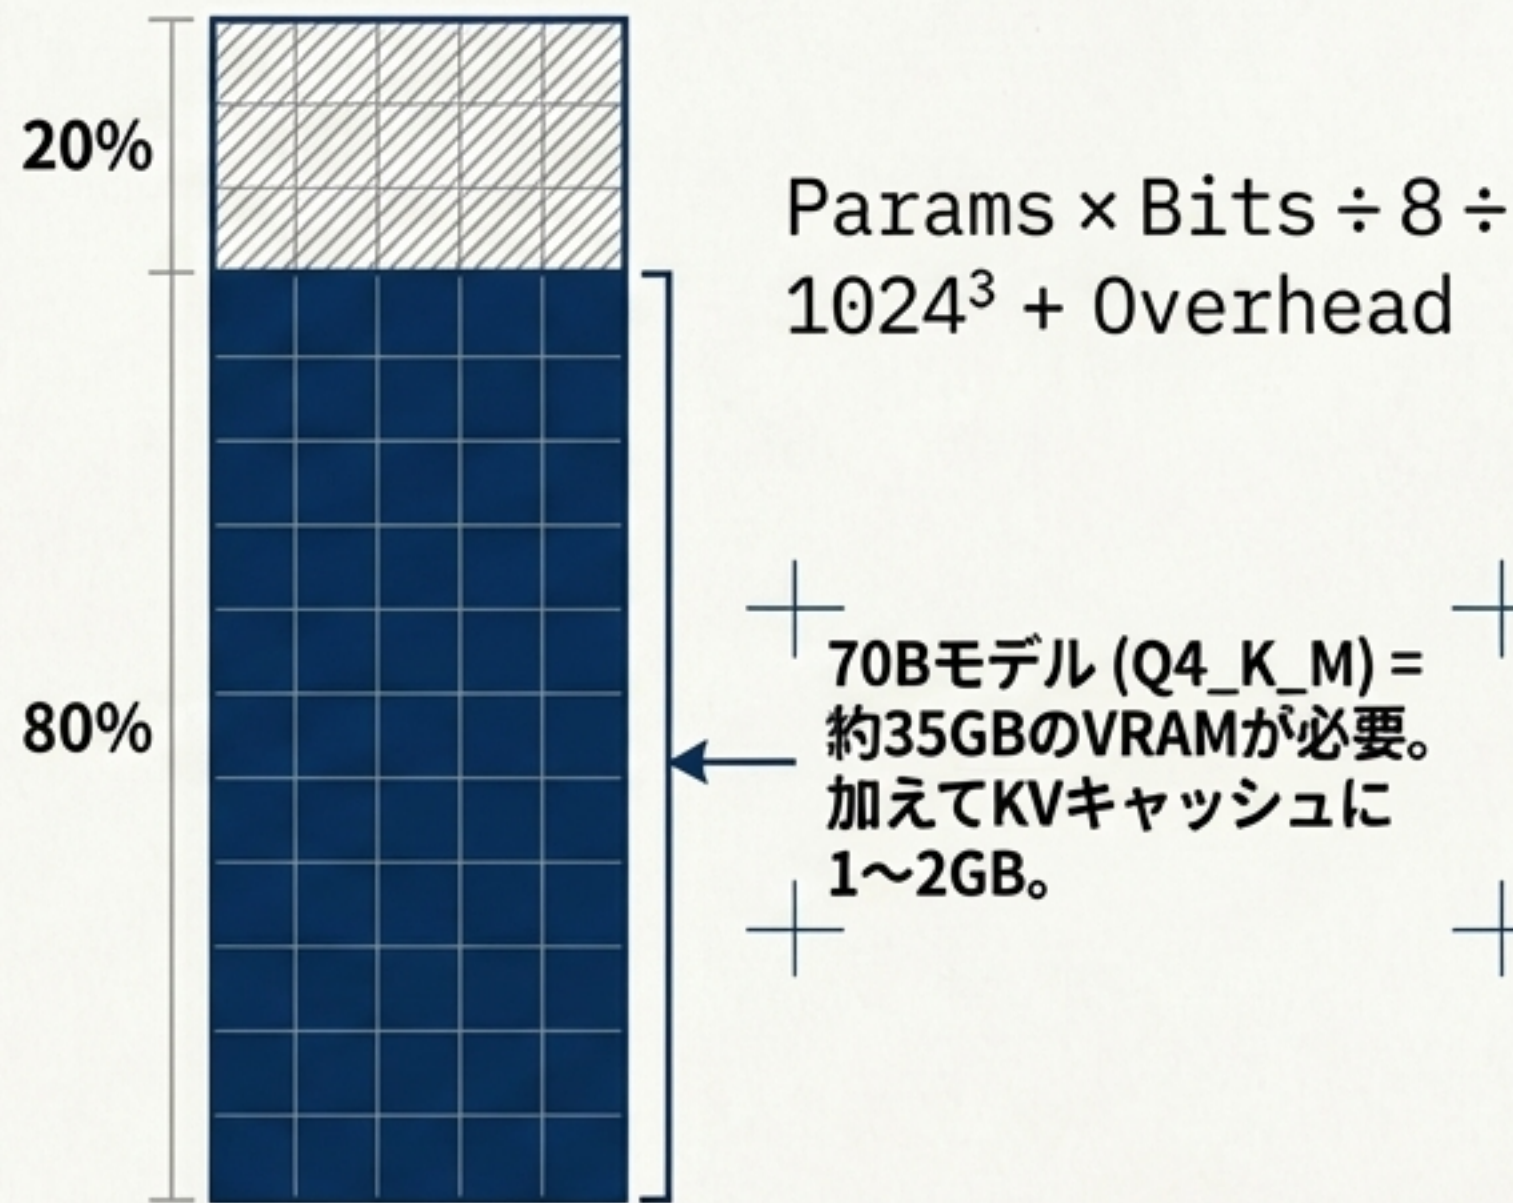 20%
Params × Bits ÷ 8 ÷
1024³ + Overhead
80%
70Bモデル (Q4_K_M) =
約35GBのVRAMが必要。
加えてKVキャッシュに
1〜2GB。